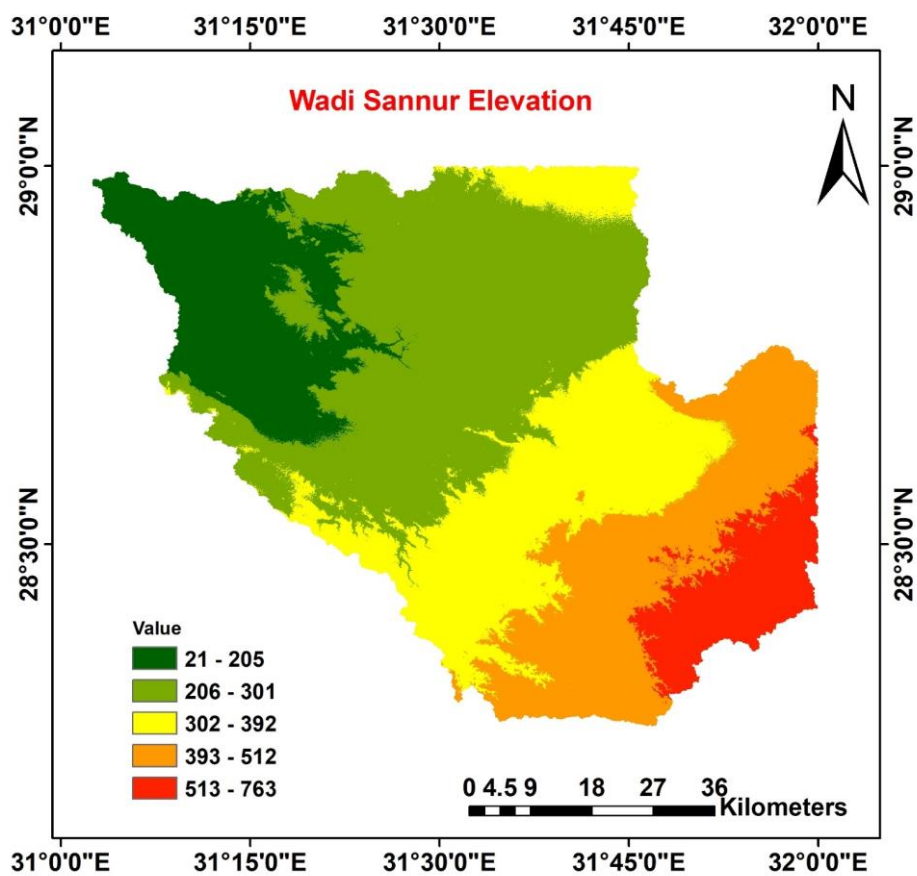 31°0'0"E 31°15'0"E 31°30'0"E 31°45'0"E 32°0'0"E
Wadi Sannur Elevation
N
29°0'0"N
29°0'0"N
28°30'0"N
28°30'0"N
Value
21 - 205
206 - 301
302 - 392
393 - 512
513 - 763
0 4.5 9 18 27 36
Kilometers
31°0'0"E 31°15'0"E 31°30'0"E 31°45'0"E 32°0'0"E